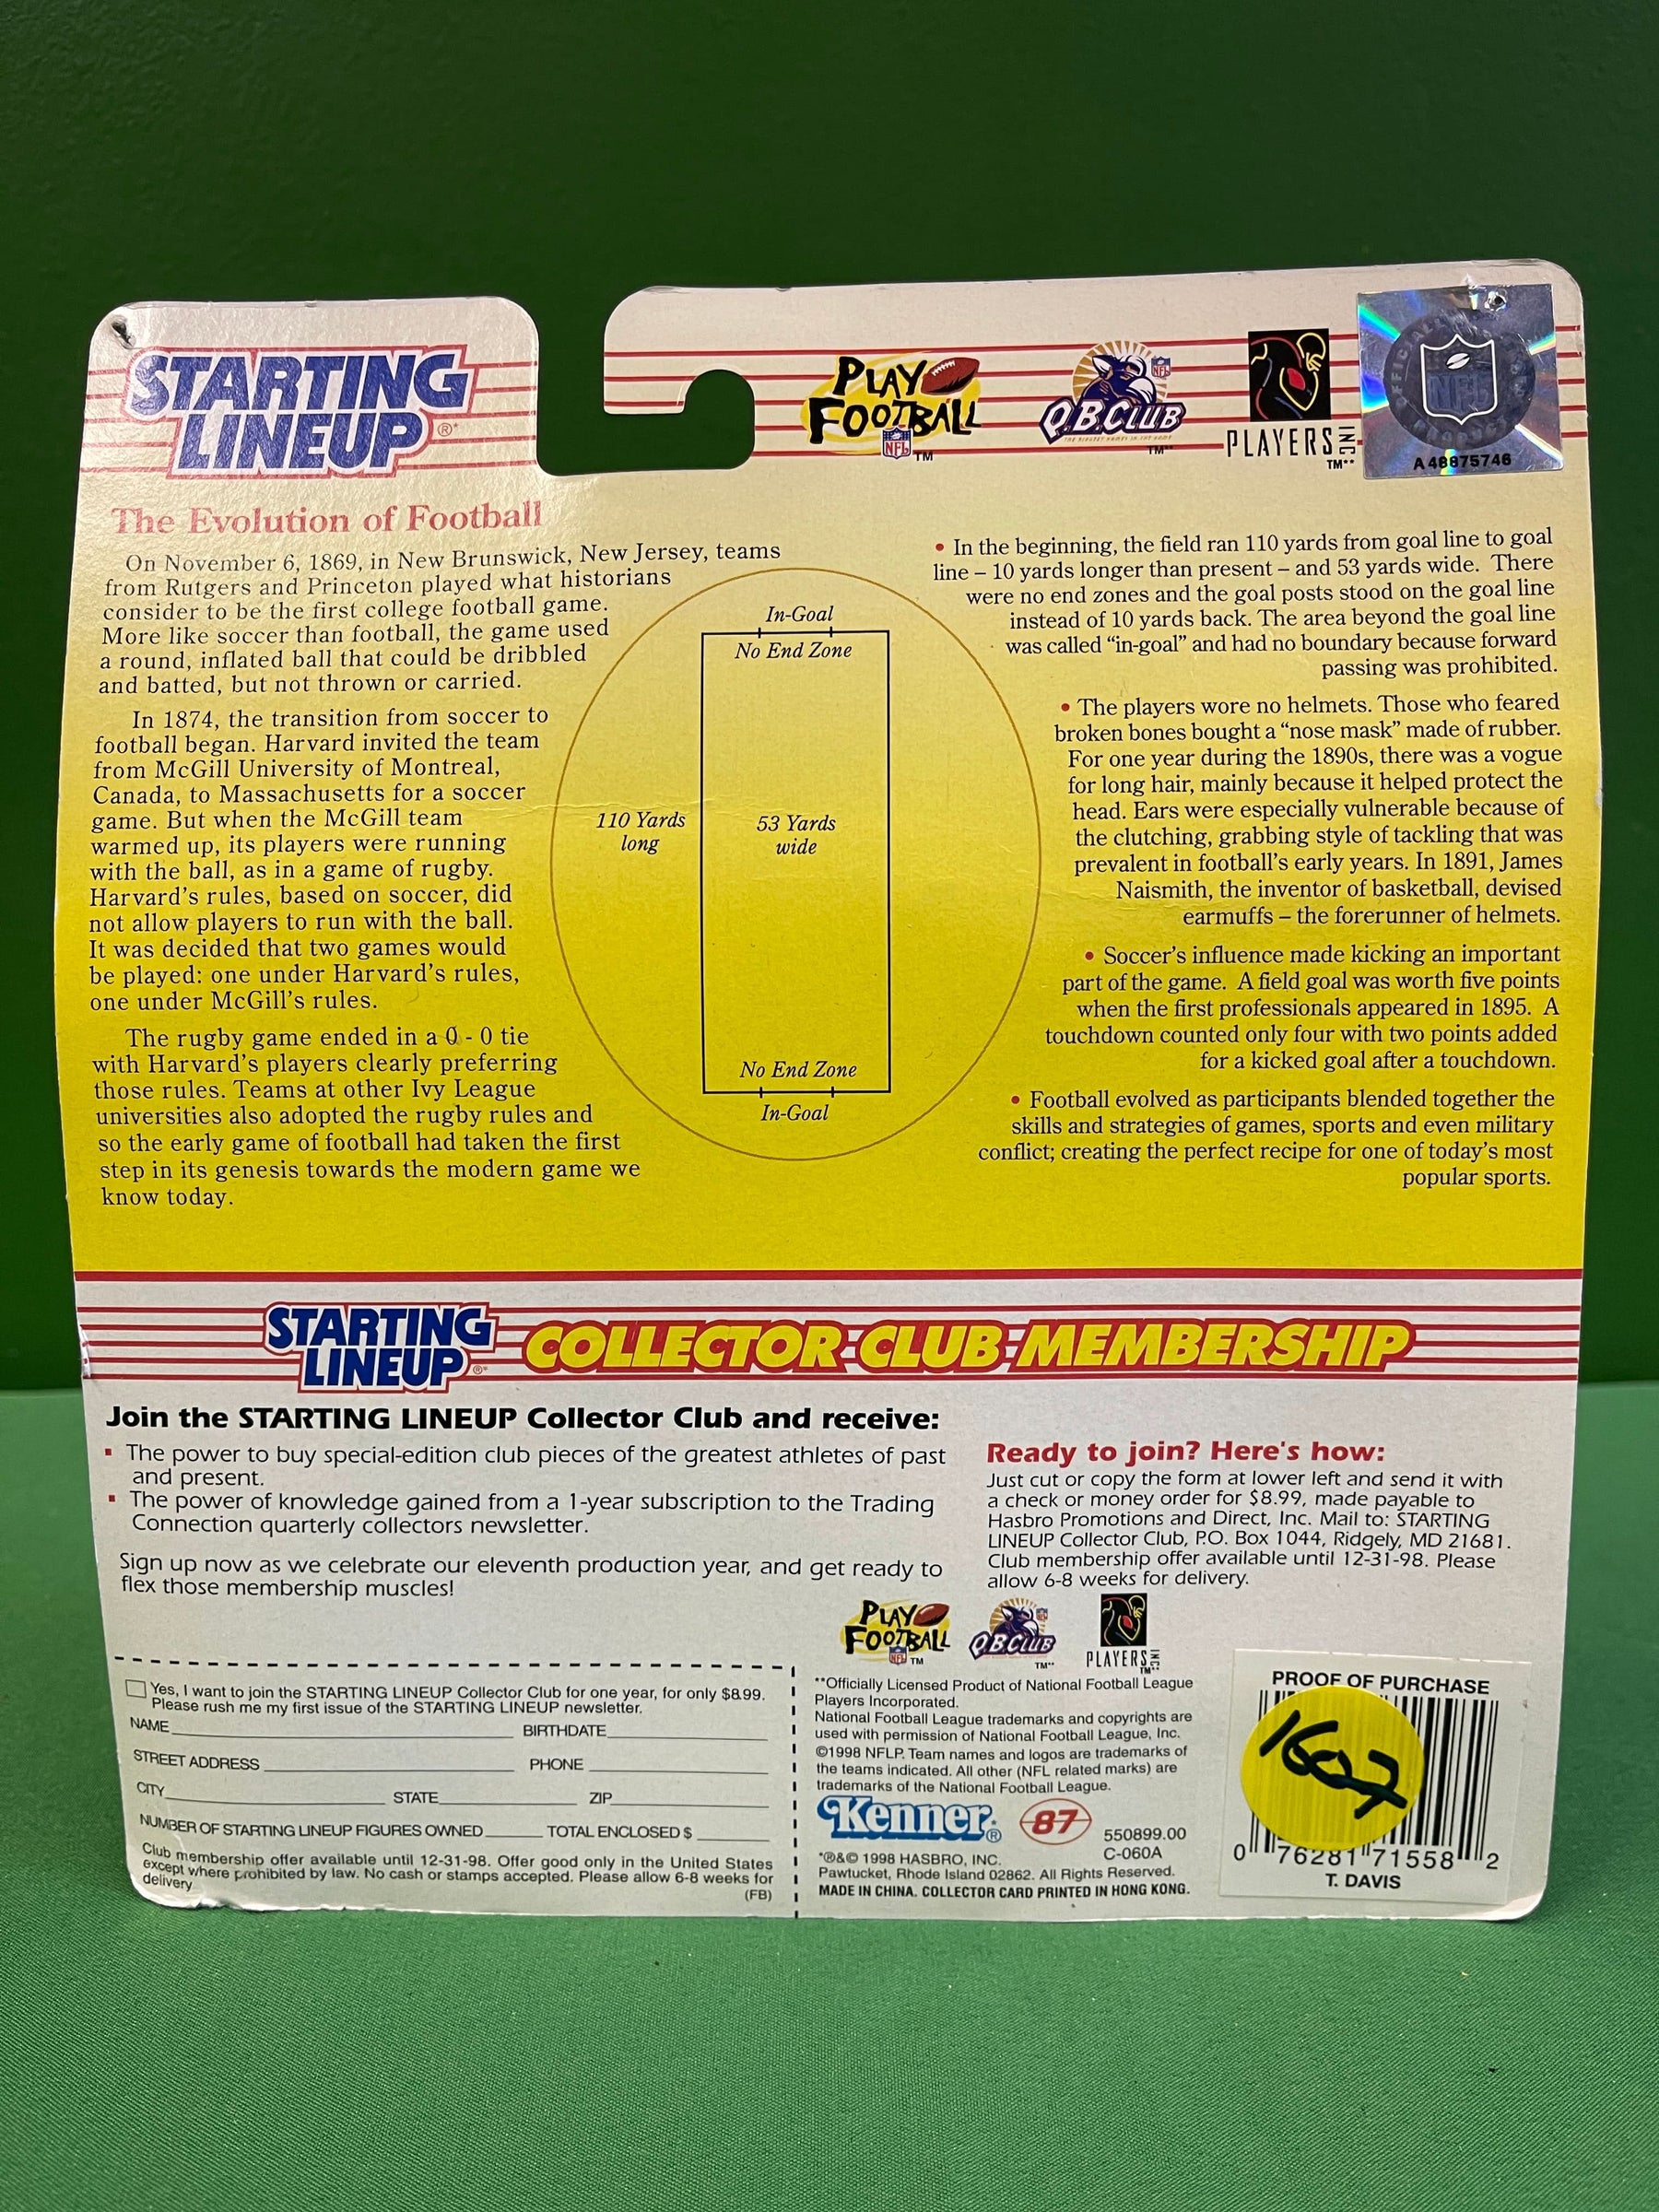 STARTING
LINEUP®*
PLAY
FOOTBALL
NFL
TM
NFL
Q.B.CLUB
THE BIGGEST NAMES IN THE GAME
TM**
PLAYERS INC
TM**
NFL
A48875746
The Evolution of Football
On November 6, 1869, in New Brunswick, New Jersey, teams
from Rutgers and Princeton played what historians
consider to be the first college football game.
More like soccer than football, the game used
a round, inflated ball that could be dribbled
and batted, but not thrown or carried.
In 1874, the transition from soccer to
football began. Harvard invited the team
from McGill University of Montreal,
Canada, to Massachusetts for a soccer
game. But when the McGill team
warmed up, its players were running
with the ball, as in a game of rugby.
Harvard's rules, based on soccer, did
not allow players to run with the ball.
It was decided that two games would
be played: one under Harvard's rules,
one under McGill's rules.
The rugby game ended in a 0 - 0 tie
with Harvard's players clearly preferring
those rules. Teams at other Ivy League
universities also adopted the rugby rules and
so the early game of football had taken the first
step in its genesis towards the modern game we
know today.
In-Goal
No End Zone
110 Yards
long
53 Yards
wide
No End Zone
In-Goal
• In the beginning, the field ran 110 yards from goal line to goal
line – 10 yards longer than present – and 53 yards wide. There
were no end zones and the goal posts stood on the goal line
instead of 10 yards back. The area beyond the goal line
was called “in-goal” and had no boundary because forward
passing was prohibited.
• The players wore no helmets. Those who feared
broken bones bought a “nose mask” made of rubber.
For one year during the 1890s, there was a vogue
for long hair, mainly because it helped protect the
head. Ears were especially vulnerable because of
the clutching, grabbing style of tackling that was
prevalent in football's early years. In 1891, James
Naismith, the inventor of basketball, devised
earmuffs – the forerunner of helmets.
• Soccer's influence made kicking an important
part of the game. A field goal was worth five points
when the first professionals appeared in 1895. A
touchdown counted only four with two points added
for a kicked goal after a touchdown.
• Football evolved as participants blended together the
skills and strategies of games, sports and even military
conflict; creating the perfect recipe for one of today's most
popular sports.
STARTING
LINEUP®*
COLLECTOR CLUB MEMBERSHIP
Join the STARTING LINEUP Collector Club and receive:
▪ The power to buy special-edition club pieces of the greatest athletes of past
and present.
▪ The power of knowledge gained from a 1-year subscription to the Trading
Connection quarterly collectors newsletter.
Sign up now as we celebrate our eleventh production year, and get ready to
flex those membership muscles!
Ready to join? Here's how:
Just cut or copy the form at lower left and send it with
a check or money order for $8.99, made payable to
Hasbro Promotions and Direct, Inc. Mail to: STARTING
LINEUP Collector Club, P.O. Box 1044, Ridgely, MD 21681.
Club membership offer available until 12-31-98. Please
allow 6-8 weeks for delivery.
PLAY
FOOTBALL
NFL
TM
Q.B.CLUB
TM**
PLAYERS INC
TM**
Yes, I want to join the STARTING LINEUP Collector Club for one year, for only $8.99.
Please rush me my first issue of the STARTING LINEUP newsletter.
NAME BIRTHDATE
STREET ADDRESS PHONE
CITY STATE ZIP
NUMBER OF STARTING LINEUP FIGURES OWNED TOTAL ENCLOSED $
Club membership offer available until 12-31-98. Offer good only in the United States
except where prohibited by law. No cash or stamps accepted. Please allow 6-8 weeks for
delivery
(FB)
**Officially Licensed Product of National Football League
Players Incorporated.
National Football League trademarks and copyrights are
used with permission of National Football League, Inc.
©1998 NFLP. Team names and logos are trademarks of
the teams indicated. All other (NFL related marks) are
trademarks of the National Football League.
Kenner®
87
550899.00
C-060A
*®&© 1998 HASBRO, INC.
Pawtucket, Rhode Island 02862. All Rights Reserved.
MADE IN CHINA. COLLECTOR CARD PRINTED IN HONG KONG.
PROOF OF PURCHASE
1607
0 76281 71558 2
T. DAVIS